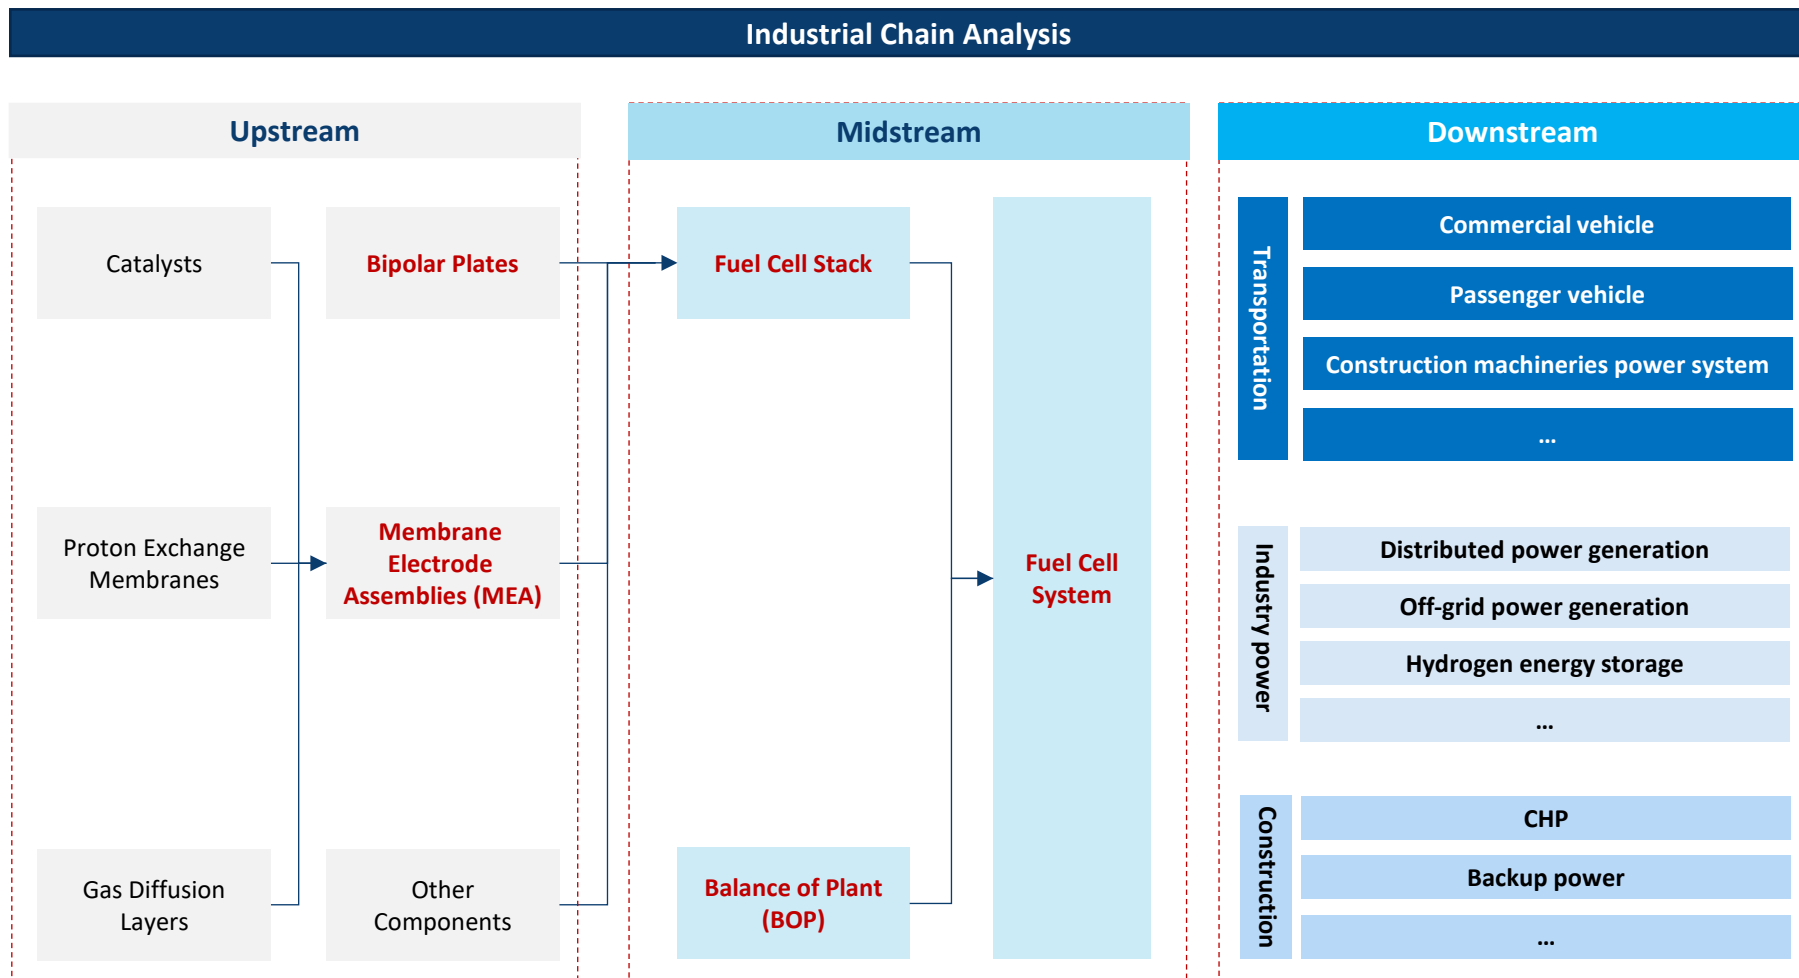 Industrial Chain Analysis
Upstream
Midstream
Downstream
Catalysts
Bipolar Plates
Fuel Cell Stack
Proton Exchange
Membranes
Membrane
Electrode
Assemblies (MEA)
Fuel Cell
System
Gas Diffusion
Layers
Other
Components
Balance of Plant
(BOP)
Transportation
Commercial vehicle
Passenger vehicle
Construction machineries power system
...
Industry power
Distributed power generation
Off-grid power generation
Hydrogen energy storage
...
Construction
CHP
Backup power
...